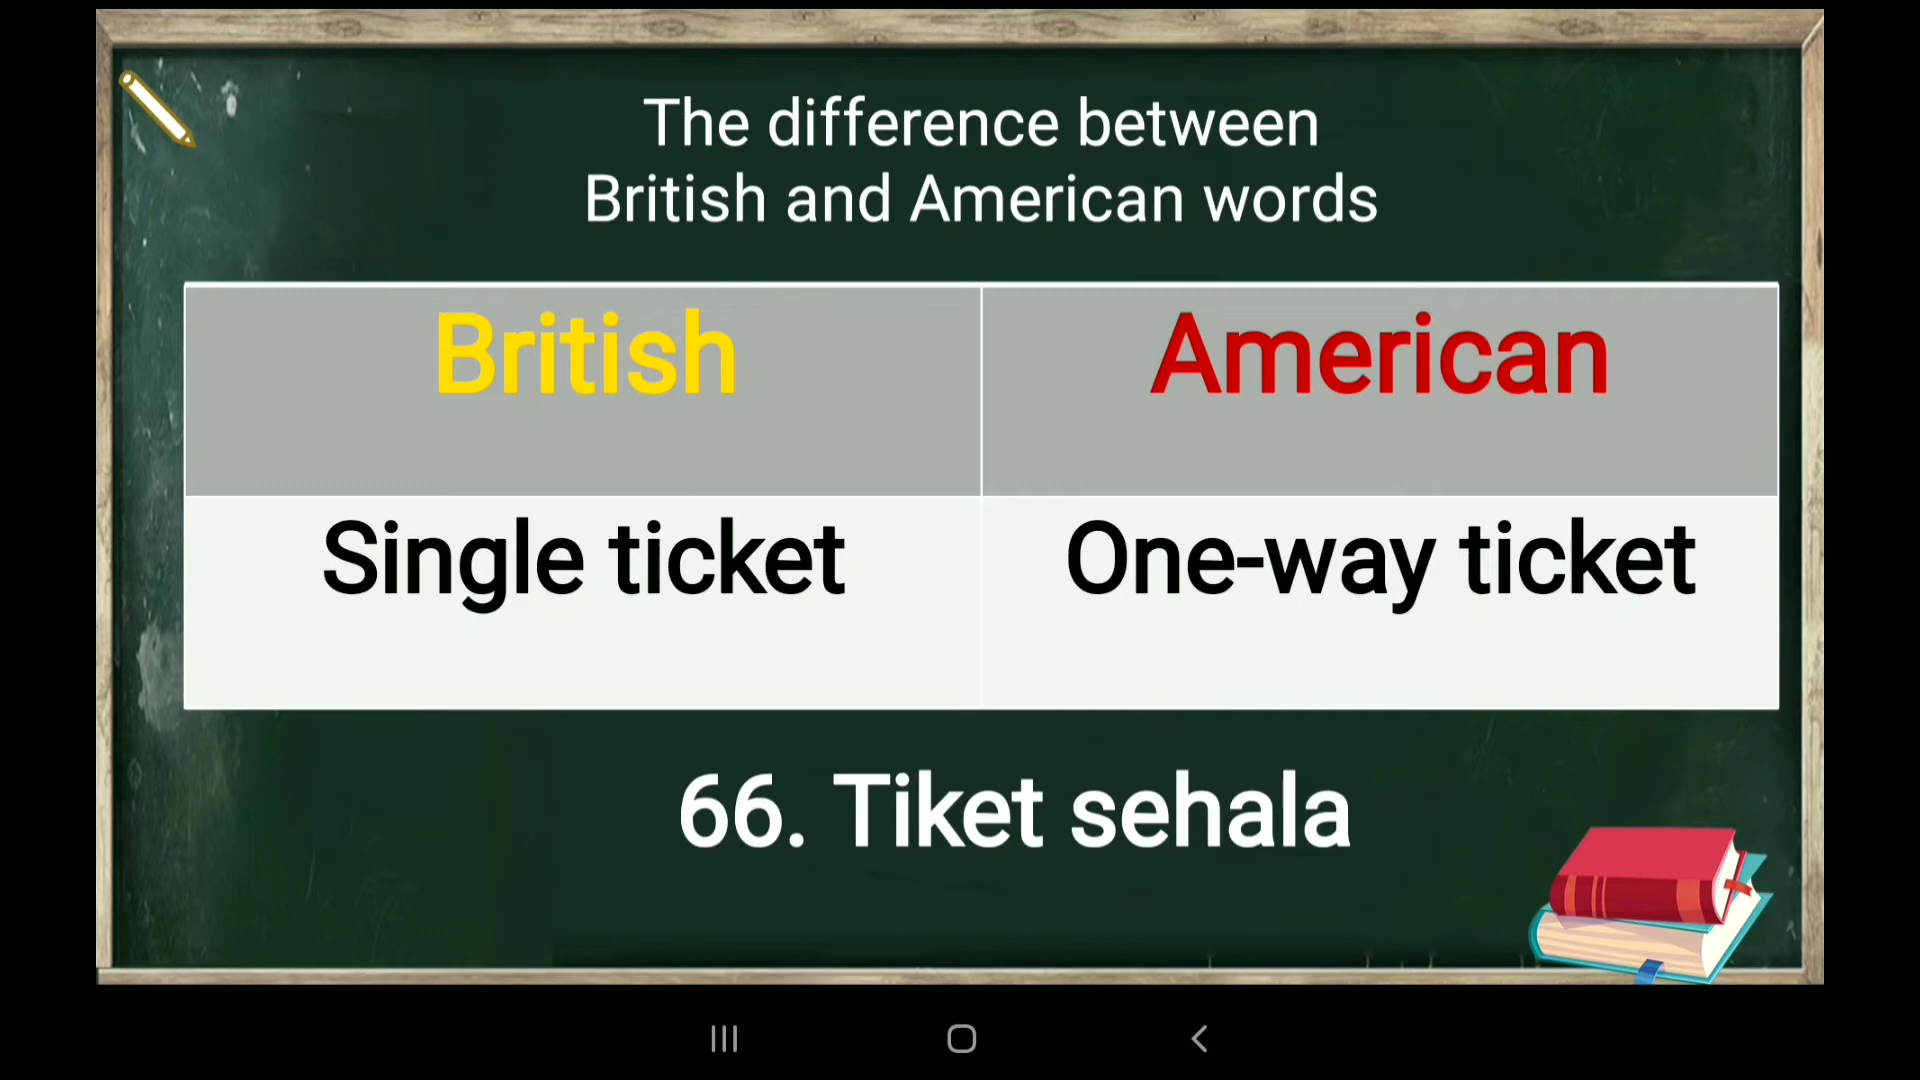 The difference between
British and American words
British
American
Single ticket
One-way ticket
66. Tiket sehala